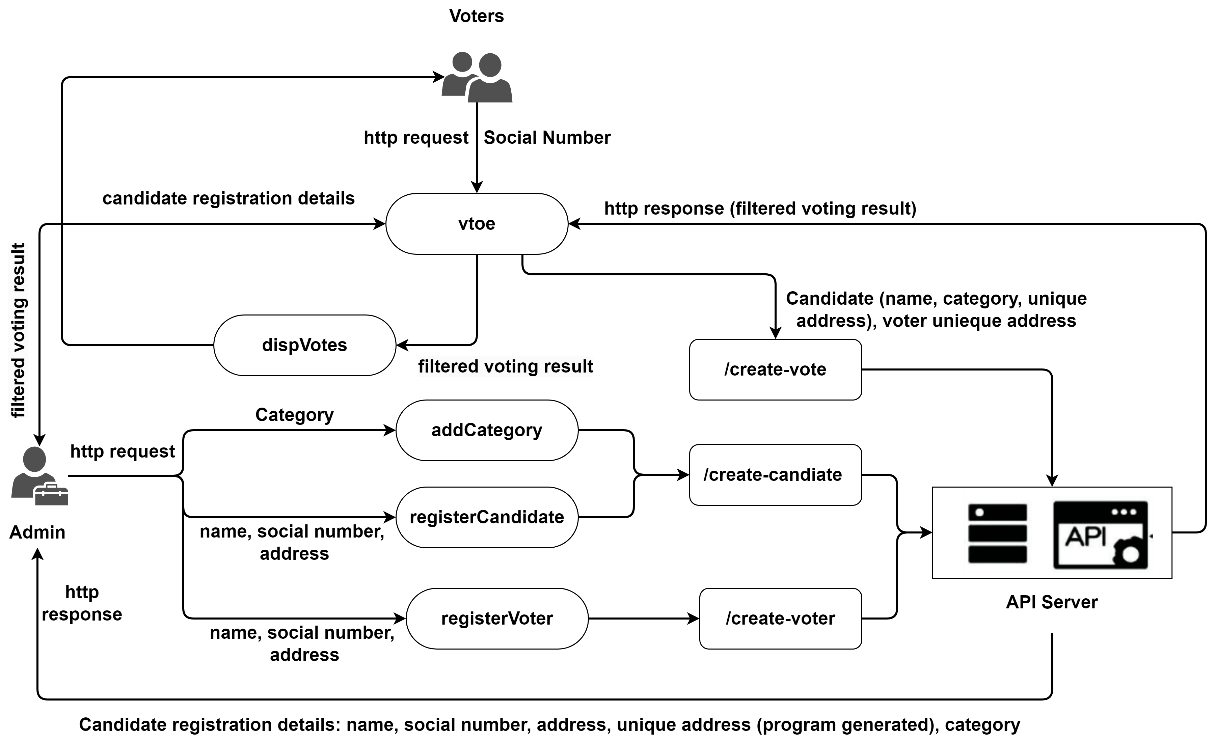 Voters
http request
Social Number
candidate registration details
http response (filtered voting result)
vtoe
filtered voting result
Candidate (name, category, unique
address), voter unieque address
dispVotes
filtered voting result
/create-vote
Category
addCategory
http request
/create-candiate
registerCandidate
name, social number,
address
Admin
API
http
response
API Server
registerVoter
/create-voter
name, social number,
address
Candidate registration details: name, social number, address, unique address (program generated), category